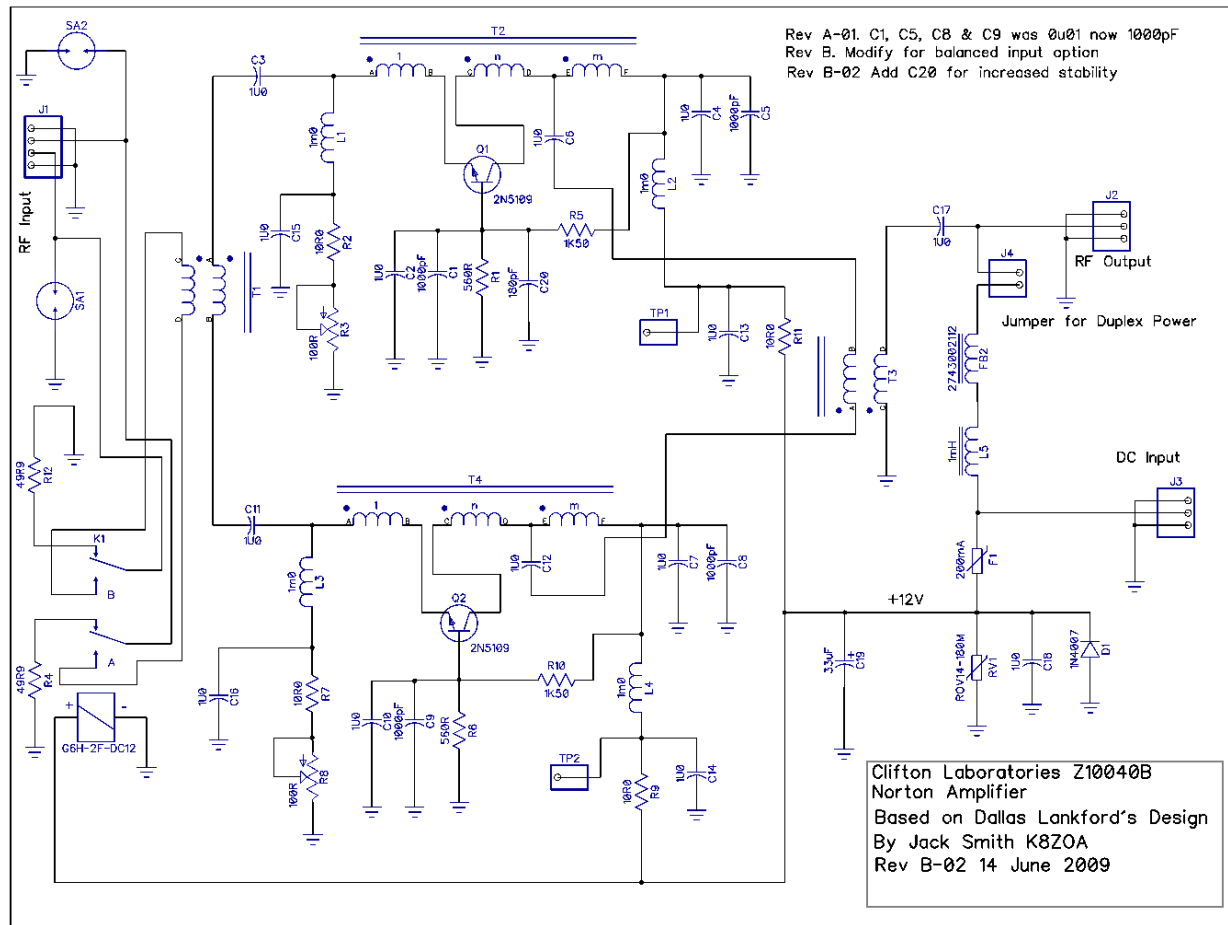 SA2
T2
Rev A-01. C1, C5, C8 & C9 was 0u01 now 1000pF
Rev B. Modify for balanced input option
Rev B-02 Add C20 for increased stability
C3
1U0
A l B
C n D
E m F
J1
RF Input
1m0
L1
Q1
2N5109
1U0
C6
1U0
C4
1000pF
C5
1m0
L2
R5
1K50
1U0
C15
10R0
R2
100R
R3
1U0
C2
1000pF
C1
560R
R1
180pF
C20
C
D
A
B
T1
SA1
TP1
1U0
C13
10R0
R11
C17
1U0
J2
RF Output
J4
Jumper for Duplex Power
2743002112
FB2
B
A
D
C
T3
1mH
L5
DC Input
J3
200mA
F1
+12V
49R9
R12
K1
B
A
49R9
R4
+ -
G6H-2F-DC12
C11
1U0
T4
A l B
C n D
E m F
1m0
L3
Q2
2N5109
1U0
C12
1U0
C7
1000pF
C8
R10
1K50
1m0
L4
1U0
C16
10R0
R7
100R
R8
1U0
C10
1000pF
C9
560R
R6
TP2
10R0
R9
1U0
C14
33uF
+
C19
ROV14-180M
RV1
1U0
C18
1N4007
D1
Clifton Laboratories Z10040B
Norton Amplifier
Based on Dallas Lankford's Design
By Jack Smith K8ZOA
Rev B-02 14 June 2009